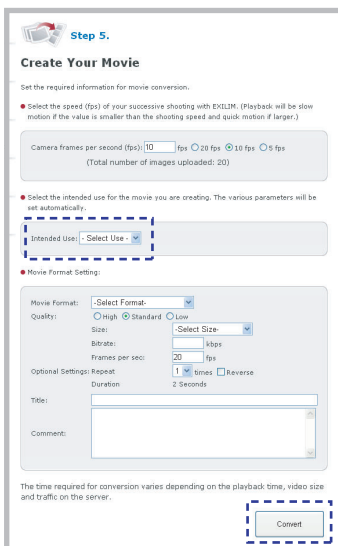 Step 5.
Create Your Movie
Set the required information for movie conversion.
Select the speed (fps) of your successive shooting with EXILIM. (Playback will be slow
motion if the value is smaller than the shooting speed and quick motion if larger.)
Camera frames per second (fps): 10 fps 20 fps 10 fps 5 fps
(Total number of images uploaded: 20)
Select the intended use for the movie you are creating. The various parameters will be
set automatically.
Intended Use: - Select Use -
Movie Format Setting:
Movie Format: -Select Format-
Quality: High Standard Low
Size: -Select Size-
Bitrate: kbps
Frames per sec: 20 fps
Optional Settings: Repeat 1 times Reverse
Duration 2 Seconds
Title:
Comment:
The time required for conversion varies depending on the playback time, video size
and traffic on the server.
Convert